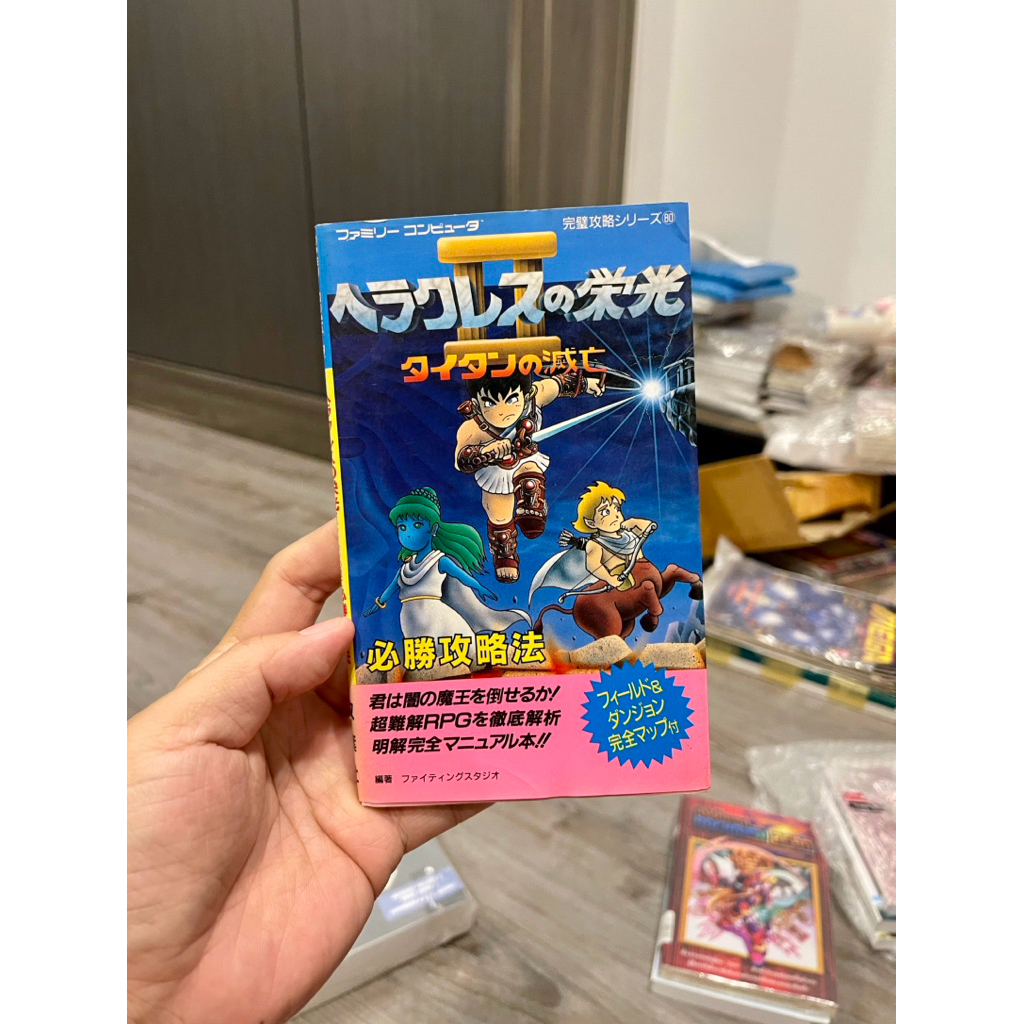 ファミリー コンピュータ
完璧攻略シリーズ80
II
ヘラクレスの栄光
タイタンの滅亡
必勝攻略法
君は闇の魔王を倒せるか!
超難解RPGを徹底解析
明解完全マニュアル本!!
編著 ファイティングスタジオ
フィールド&
ダンジョン
完全マップ付